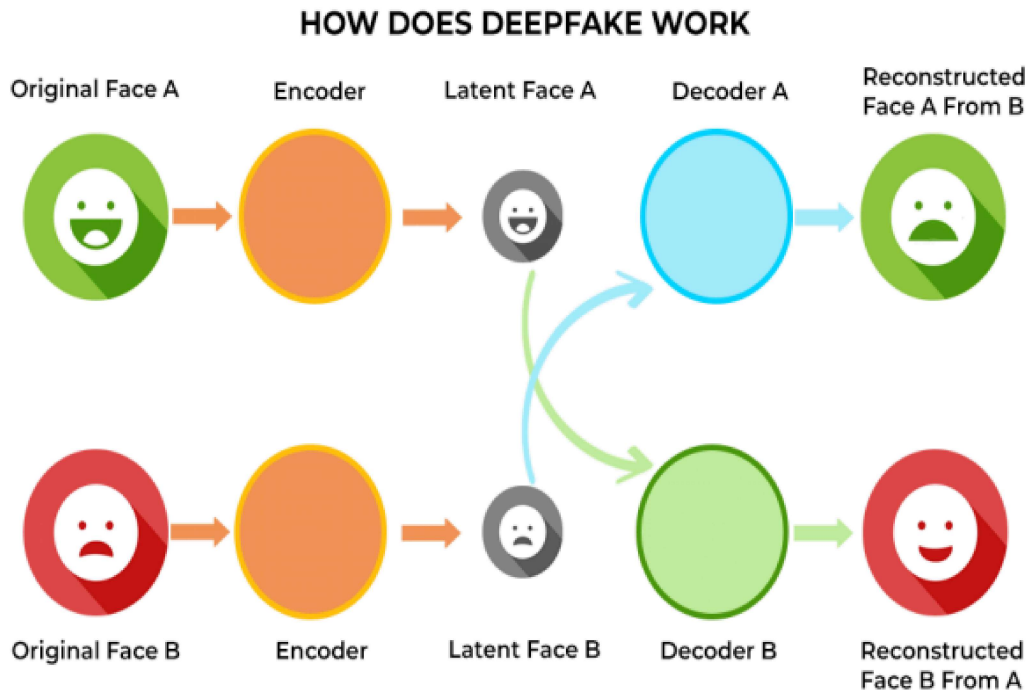 HOW DOES DEEPFAKE WORK
Original Face A
Encoder
Latent Face A
Decoder A
Reconstructed
Face A From B
Original Face B
Encoder
Latent Face B
Decoder B
Reconstructed
Face B From A